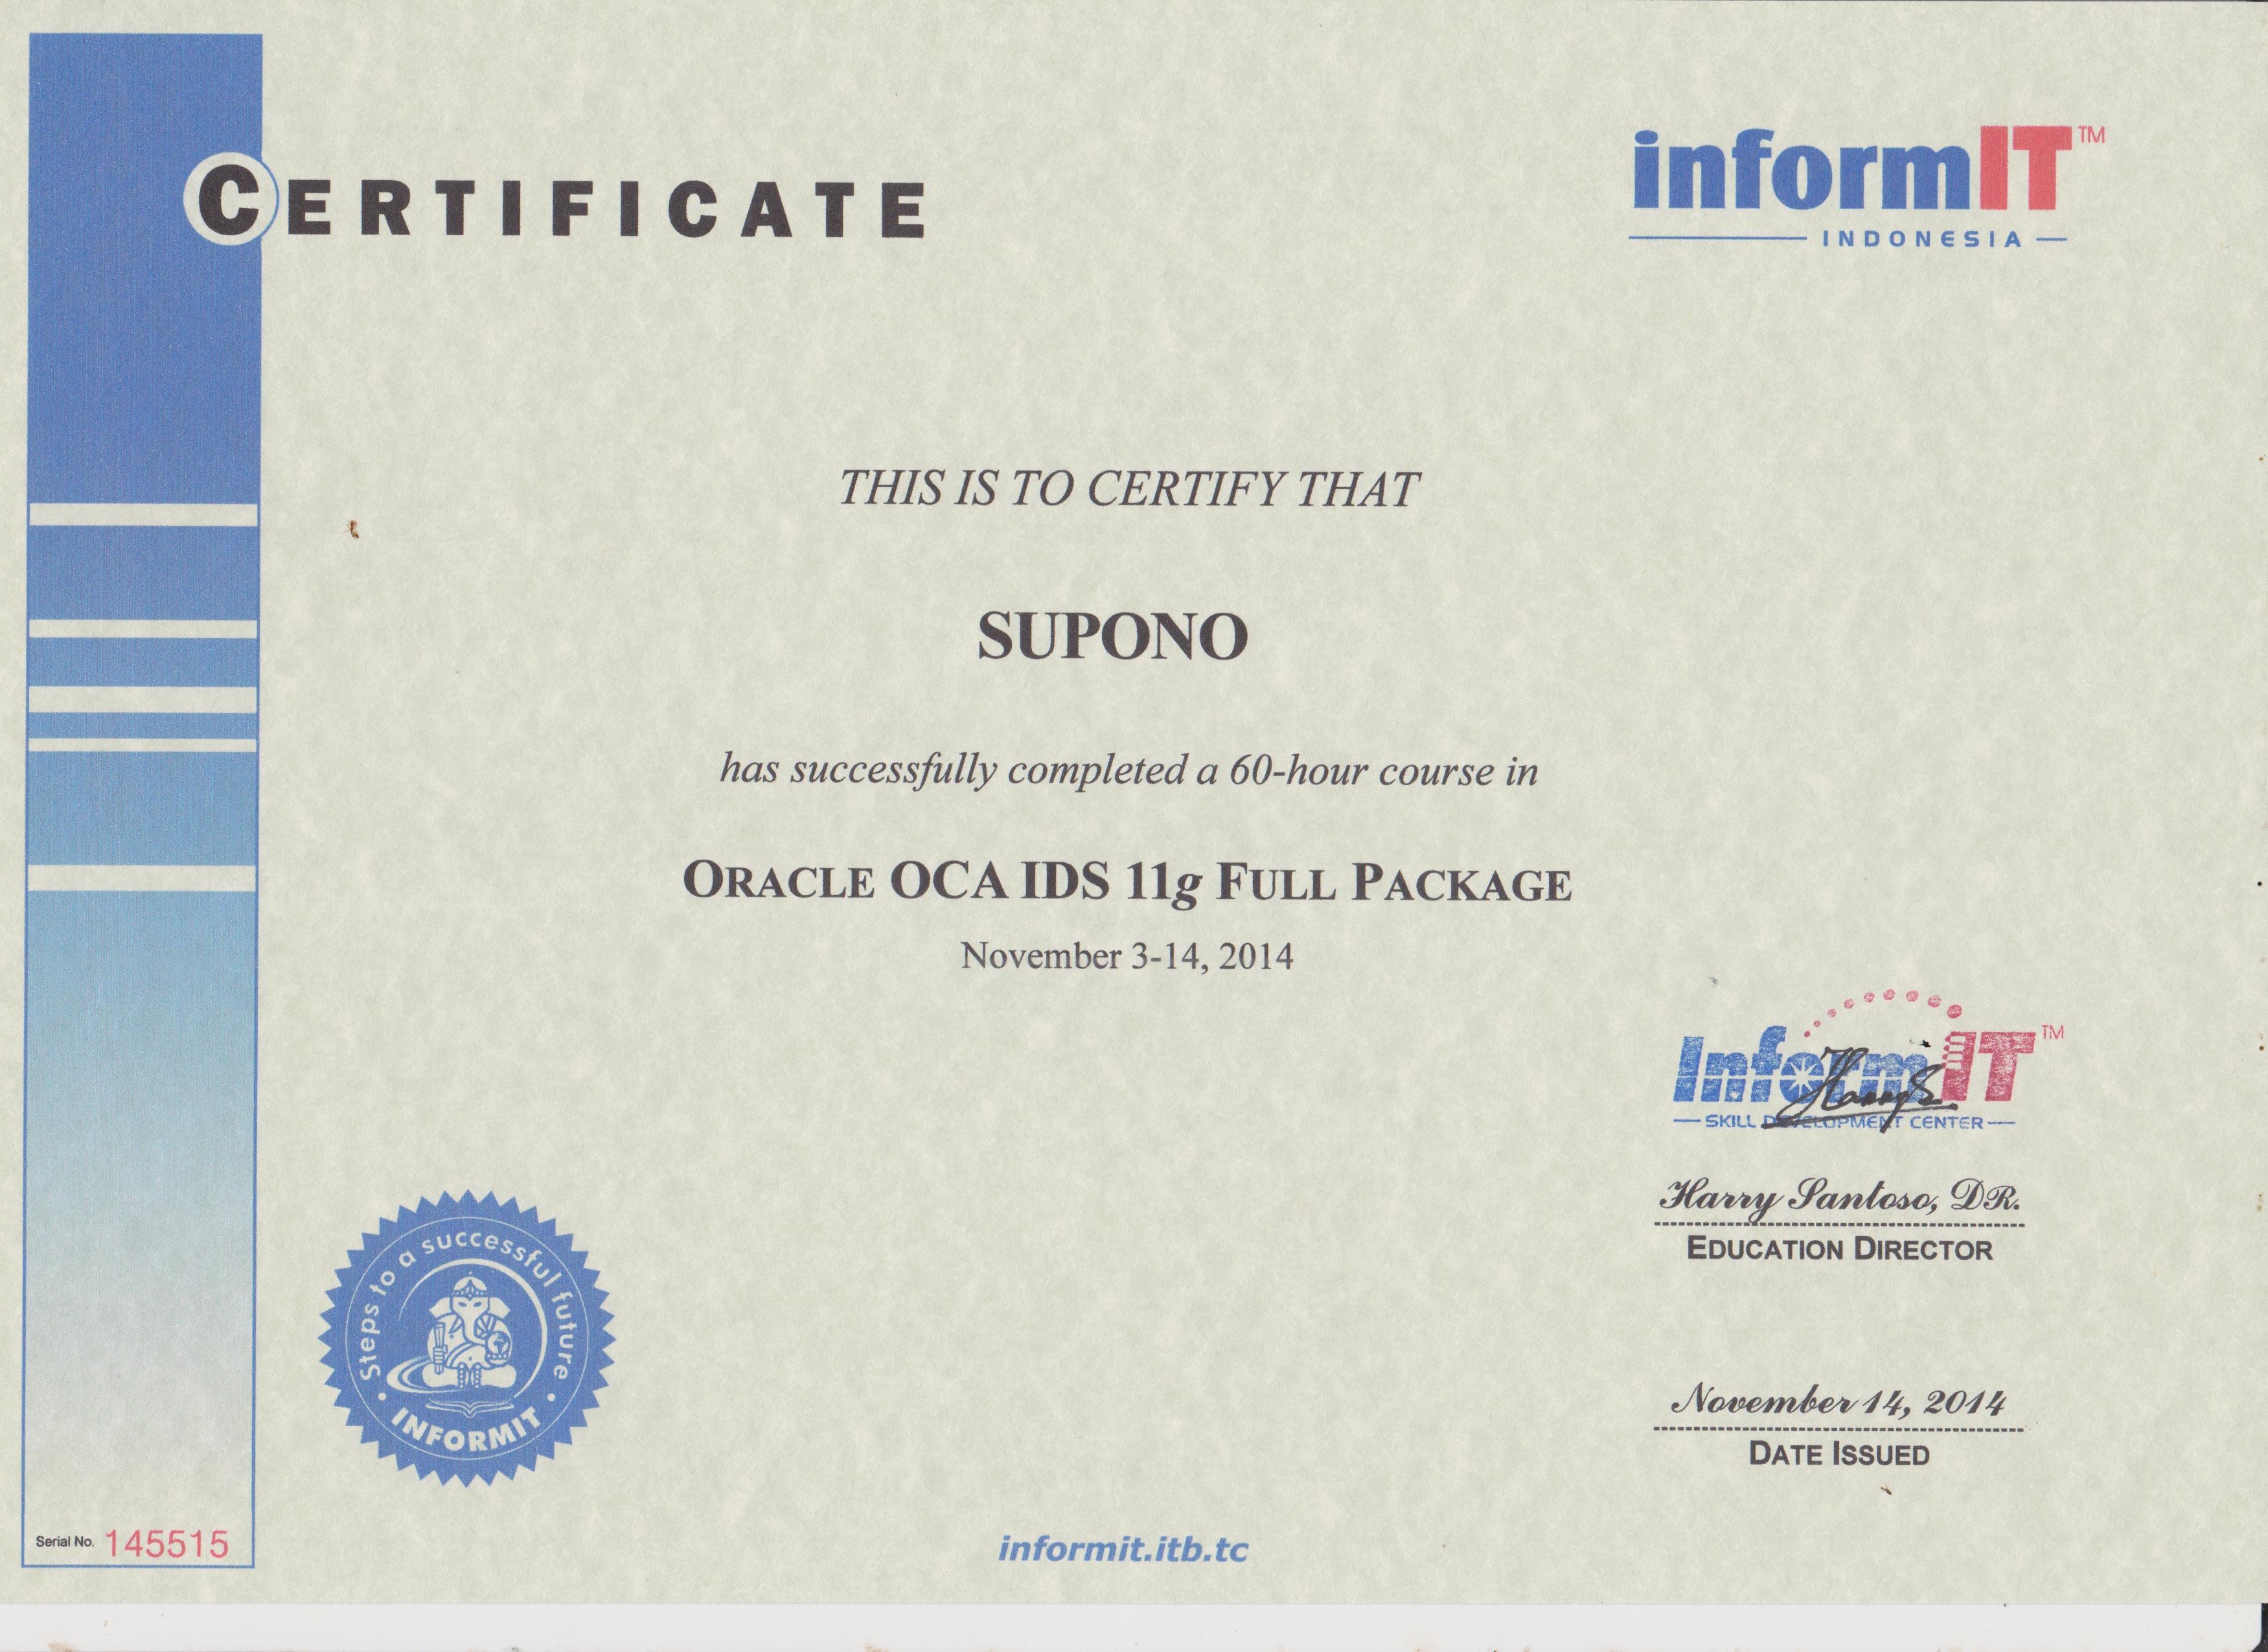 CERTIFICATE
informIT™
INDONESIA
THIS IS TO CERTIFY THAT
SUPONO
has successfully completed a 60-hour course in
ORACLE OCA IDS 11g FULL PACKAGE
November 3-14, 2014
InformIT™
SKILL DEVELOPMENT CENTER
Harry S
Harry Santoso, DR.
EDUCATION DIRECTOR
Steps to a successful future
INFORMIT
November 14, 2014
DATE ISSUED
Serial No. 145515
informit.itb.tc